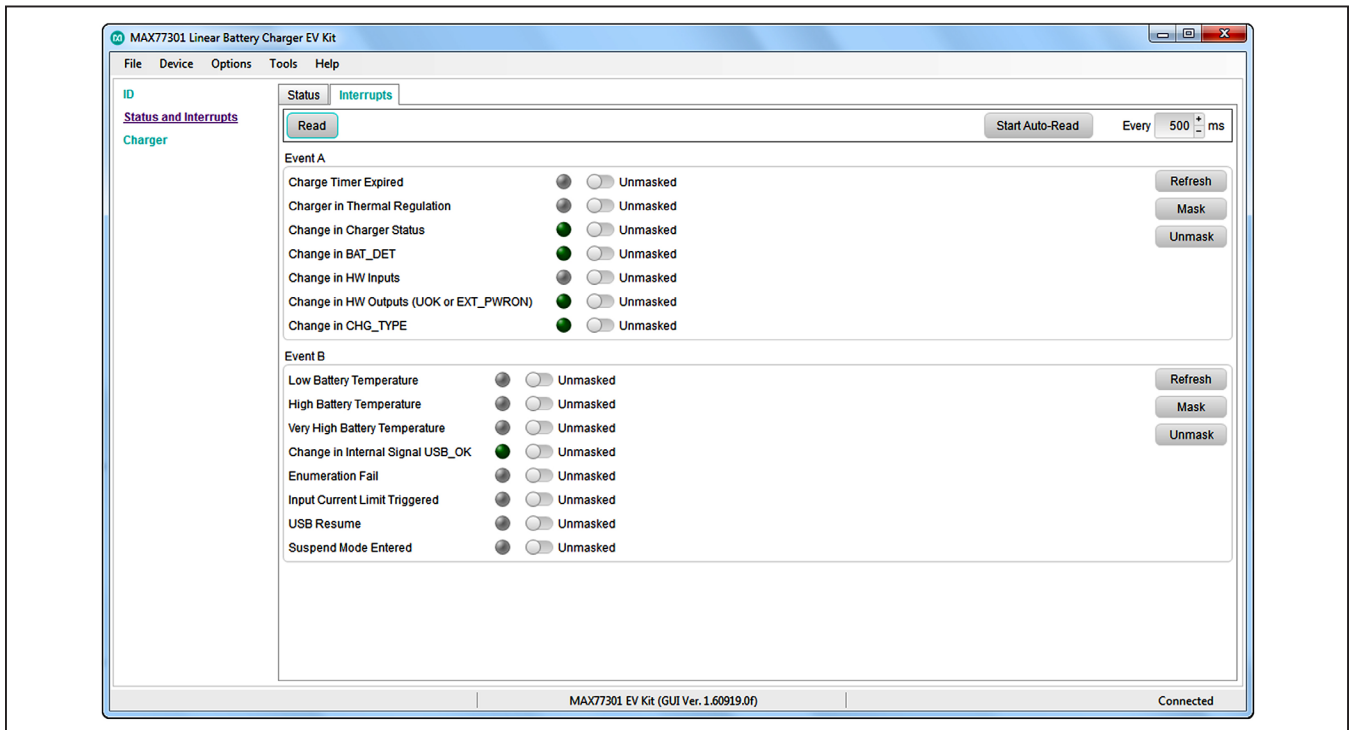 MAX77301 Linear Battery Charger EV Kit
File Device Options Tools Help
ID
Status and Interrupts
Charger
Status Interrupts
Read Start Auto-Read Every 500 ms
Event A
Charge Timer Expired Unmasked Refresh
Charger in Thermal Regulation Unmasked Mask
Change in Charger Status Unmasked Unmask
Change in BAT_DET Unmasked
Change in HW Inputs Unmasked
Change in HW Outputs (UOK or EXT_PWRON) Unmasked
Change in CHG_TYPE Unmasked
Event B
Low Battery Temperature Unmasked Refresh
High Battery Temperature Unmasked Mask
Very High Battery Temperature Unmasked Unmask
Change in Internal Signal USB_OK Unmasked
Enumeration Fail Unmasked
Input Current Limit Triggered Unmasked
USB Resume Unmasked
Suspend Mode Entered Unmasked
MAX77301 EV Kit (GUI Ver. 1.60919.0f) Connected